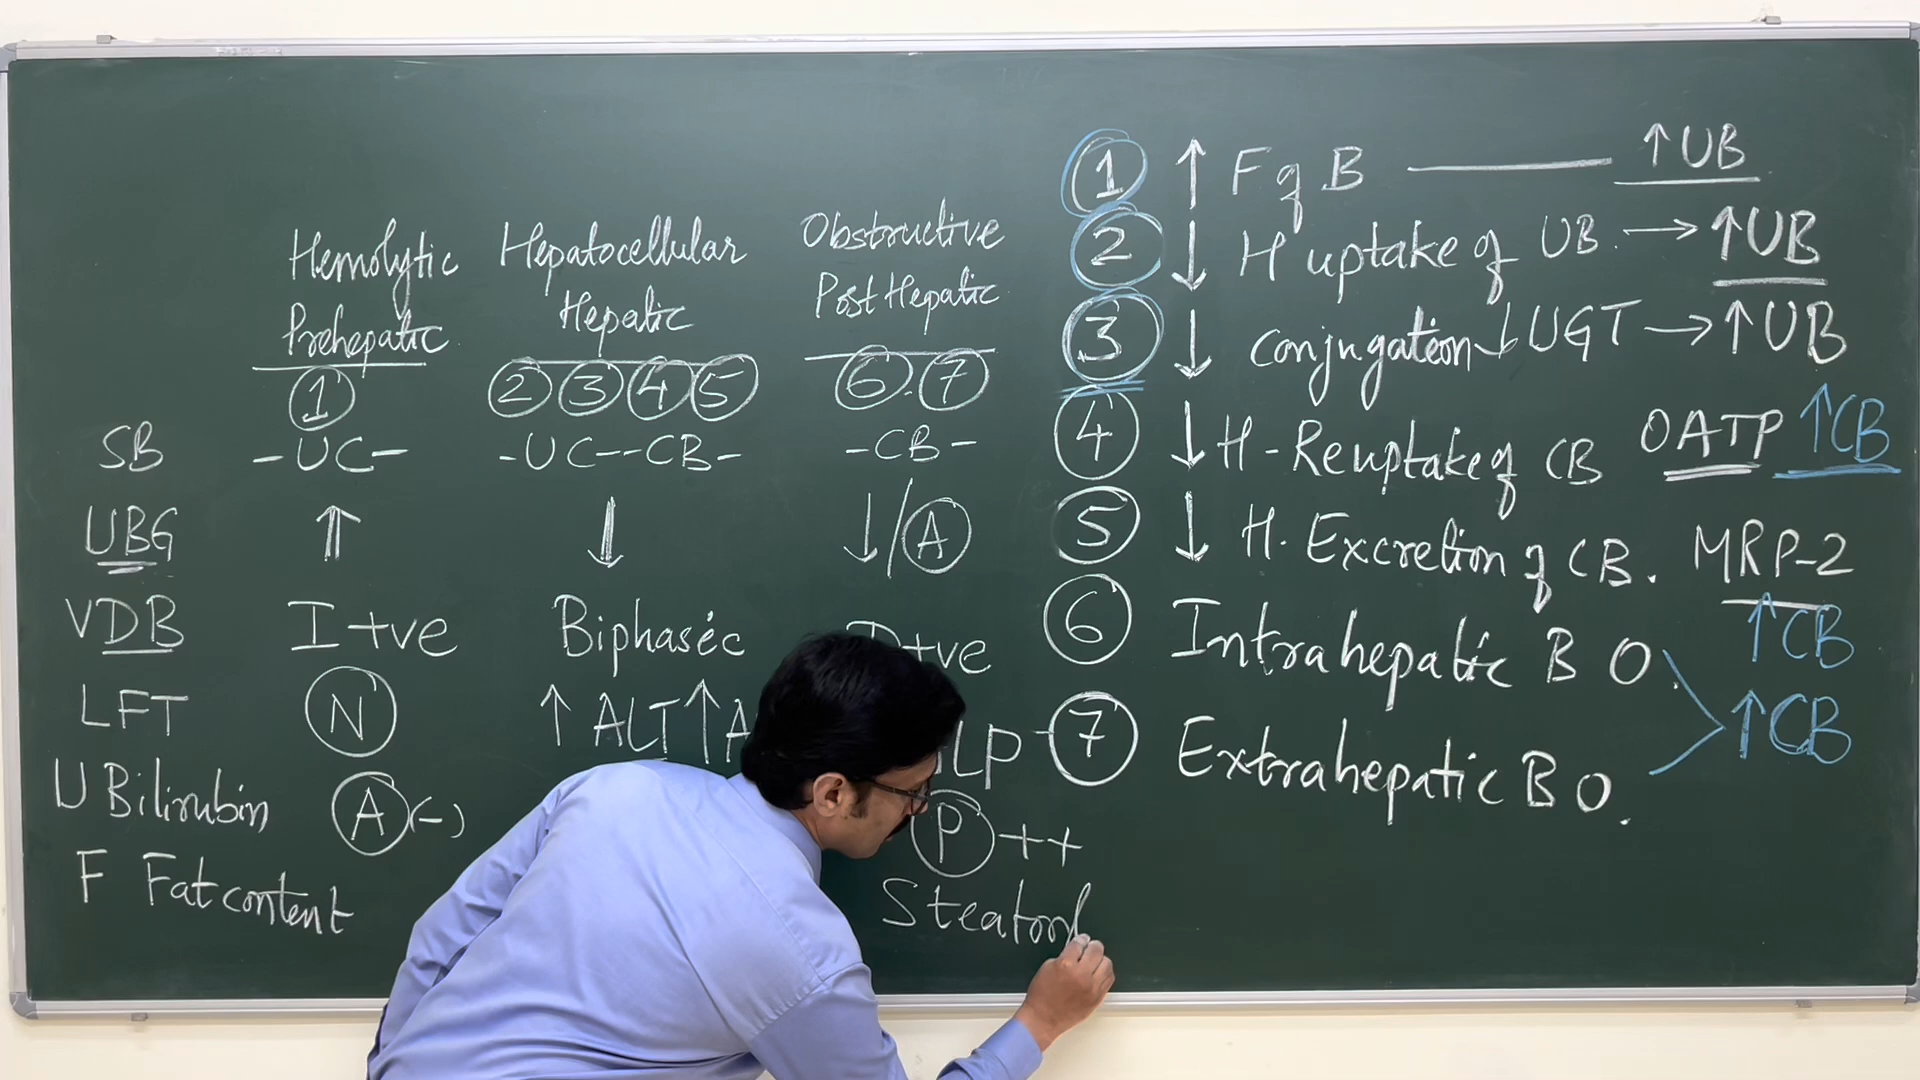 Hemolytic
Prehepatic
①
Hepatocellular
Hepatic
② ③ ④ ⑤
Obstructive
Post Hepatic
⑥ . ⑦
SB -UC- -UC--CB- -CB-
UBG ⇑ ⇓ ↓/Ⓐ
VDB I +ve Biphasic +ve
LFT Ⓝ ↑ ALT ↑ LP
U Bilirubin Ⓐ(-) Ⓟ ++
F Fat content
① ↑ F of B — ↑UB
② ↓ H uptake of UB. → ↑UB
③ ↓ Conjugation ↓UGT → ↑UB
④ ↓ H - Reuptake of CB OATP ↑CB
⑤ ↓ H. Excretion of CB. MRP-2
↑CB
⑥ Intrahepatic B O.
⑦ Extrahepatic B O.
↑CB